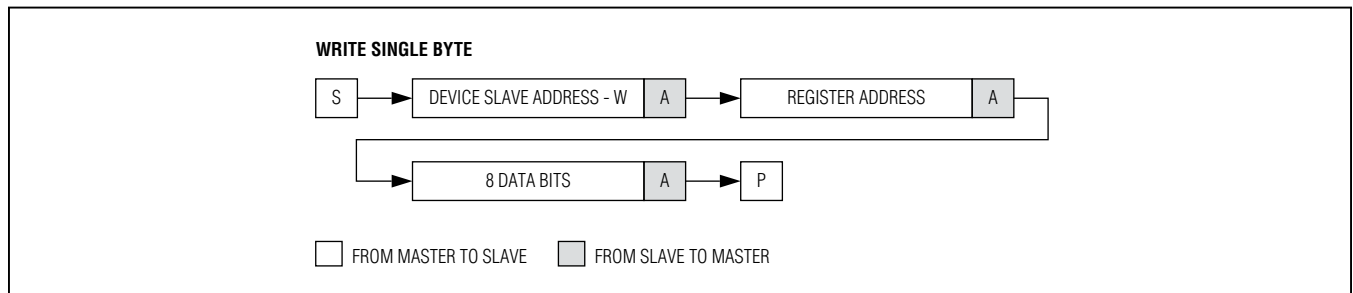 WRITE SINGLE BYTE
S DEVICE SLAVE ADDRESS - W A REGISTER ADDRESS A
8 DATA BITS A P
FROM MASTER TO SLAVE FROM SLAVE TO MASTER